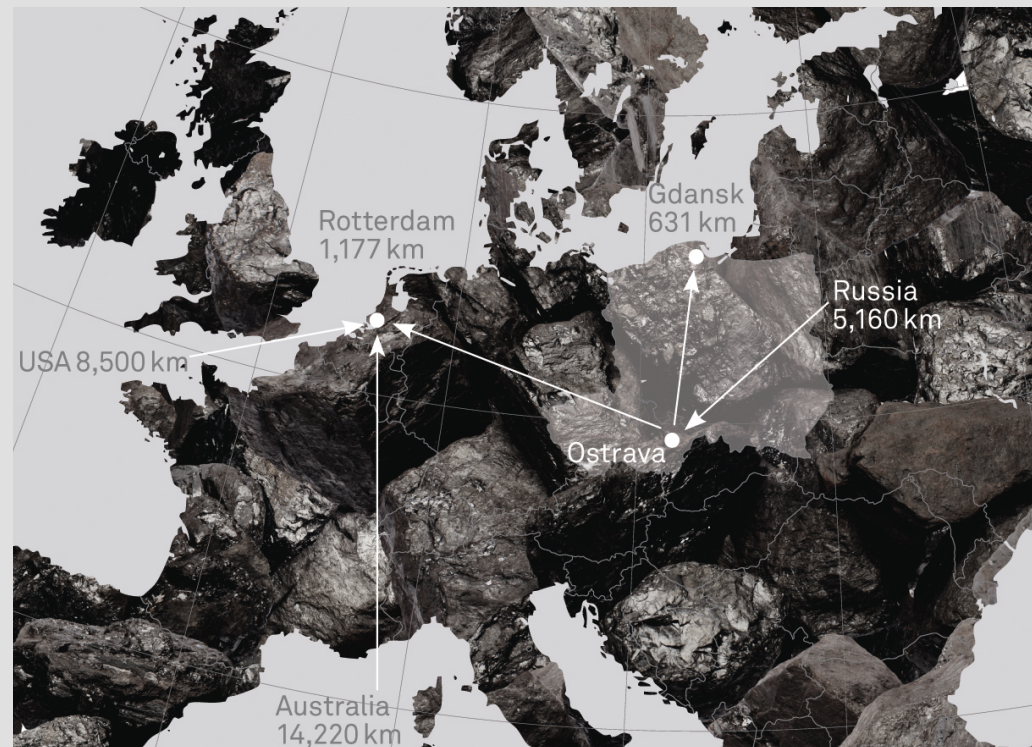 Gdansk
631 km
Rotterdam
1,177 km
Russia
5,160 km
USA 8,500 km
Ostrava
Australia
14,220 km